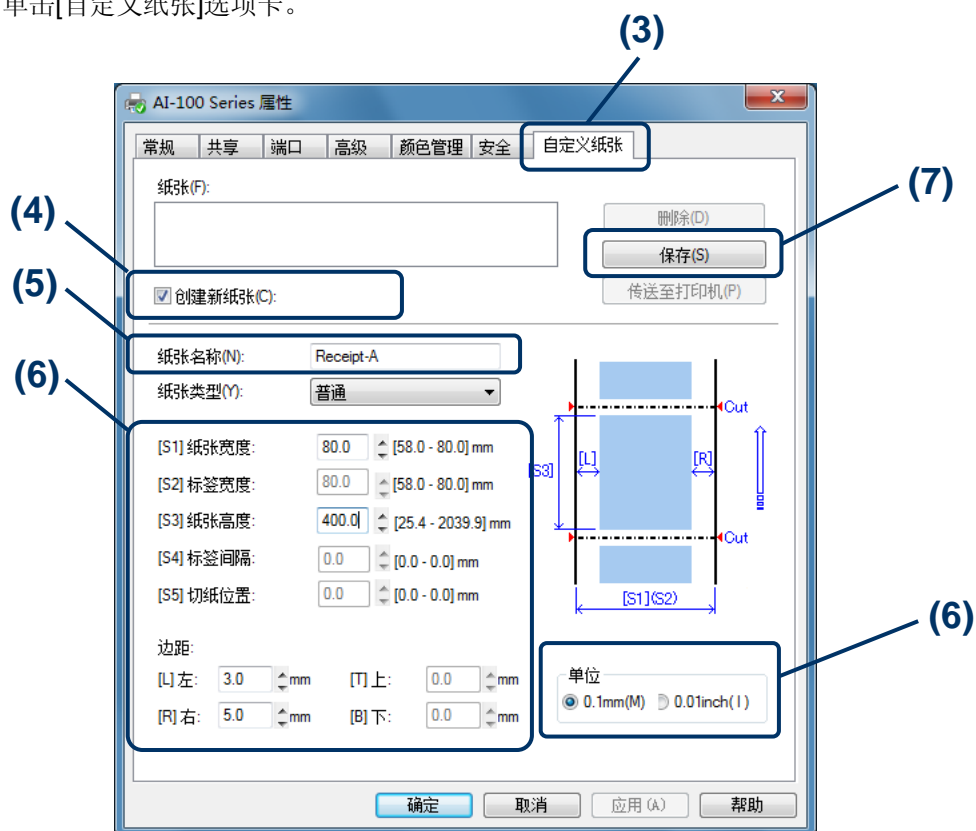 单击[自定义纸张]选项卡。
(3)
AI-100 Series 属性
常规 共享 端口 高级 颜色管理 安全 自定义纸张
(7)
纸张(F):
(4)
删除(D)
保存(S)
(5)
创建新纸张(C):
传送至打印机(P)
纸张名称(N): Receipt-A
(6)
纸张类型(Y): 普通
Cut
[S1] 纸张宽度: 80.0 [58.0 - 80.0] mm
[S3] [L] [R]
[S2] 标签宽度: 80.0 [58.0 - 80.0] mm
[S3] 纸张高度: 400.0 [25.4 - 2039.9] mm
Cut
[S4] 标签间隔: 0.0 [0.0 - 0.0] mm
[S5] 切纸位置: 0.0 [0.0 - 0.0] mm
[S1](S2)
(6)
边距:
[L] 左: 3.0 mm [T] 上: 0.0 mm
单位
0.1mm(M) 0.01inch(I)
[R] 右: 5.0 mm [B] 下: 0.0 mm
确定 取消 应用(A) 帮助